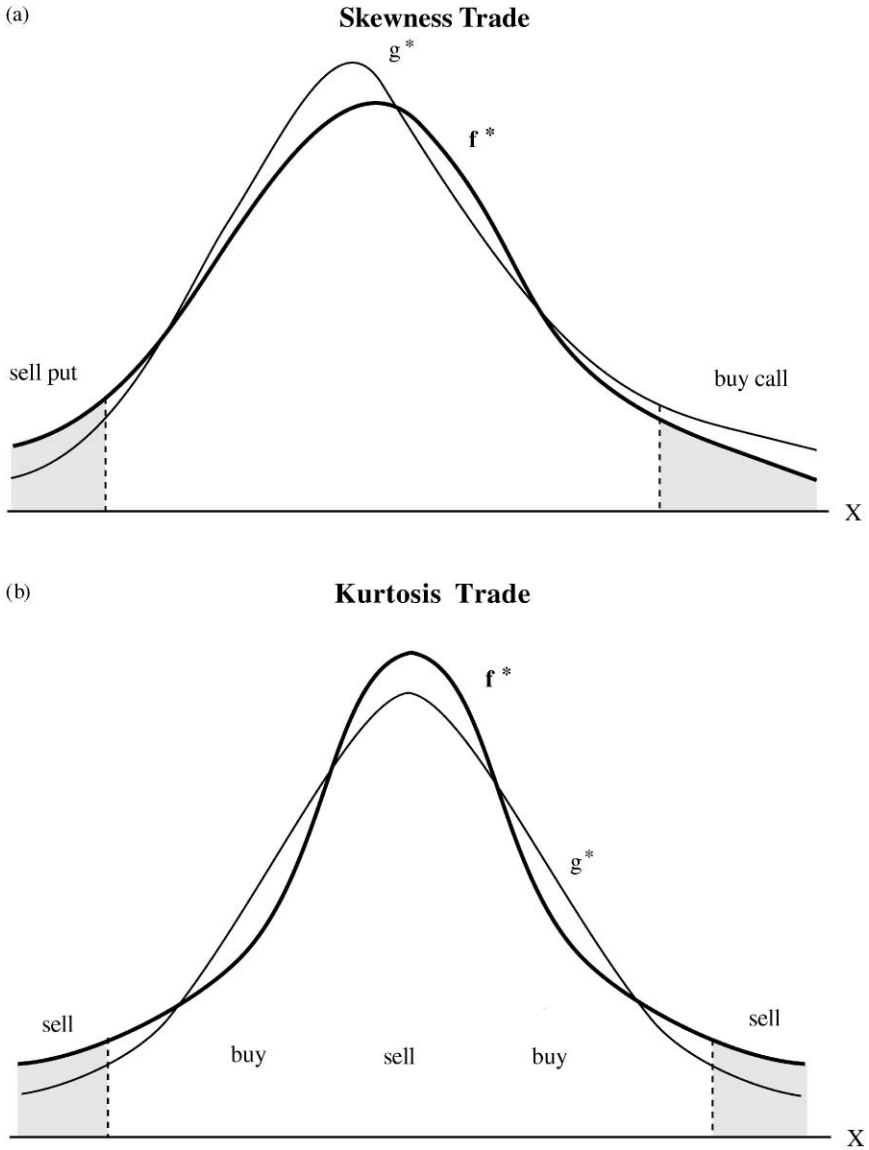 (a)
Skewness Trade
g*
f*
sell put
buy call
X
(b)
Kurtosis Trade
f*
g*
sell
sell
buy
sell
buy
X